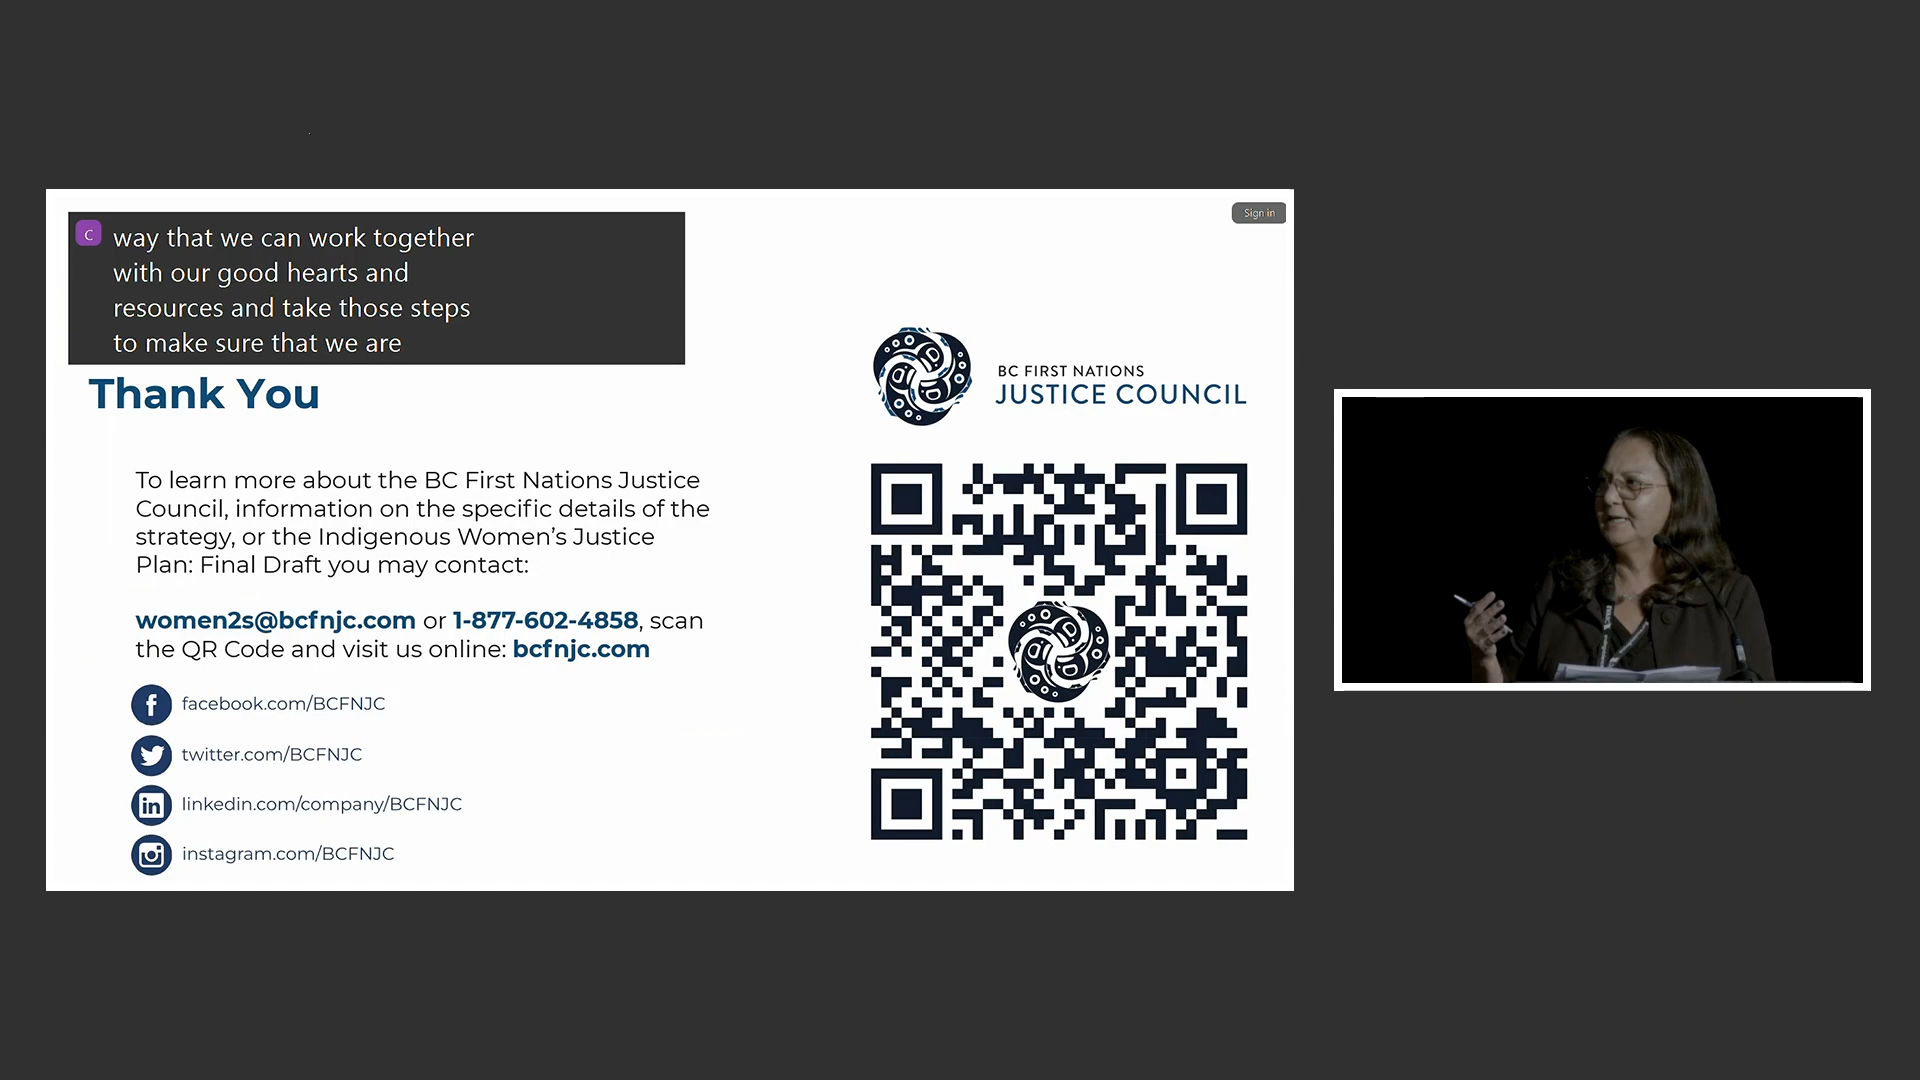 C
way that we can work together
with our good hearts and
resources and take those steps
to make sure that we are
Sign in
Thank You
BC FIRST NATIONS
JUSTICE COUNCIL
To learn more about the BC First Nations Justice
Council, information on the specific details of the
strategy, or the Indigenous Women’s Justice
Plan: Final Draft you may contact:
women2s@bcfnjc.com or 1-877-602-4858, scan
the QR Code and visit us online: bcfnjc.com
facebook.com/BCFNJC
twitter.com/BCFNJC
linkedin.com/company/BCFNJC
instagram.com/BCFNJC